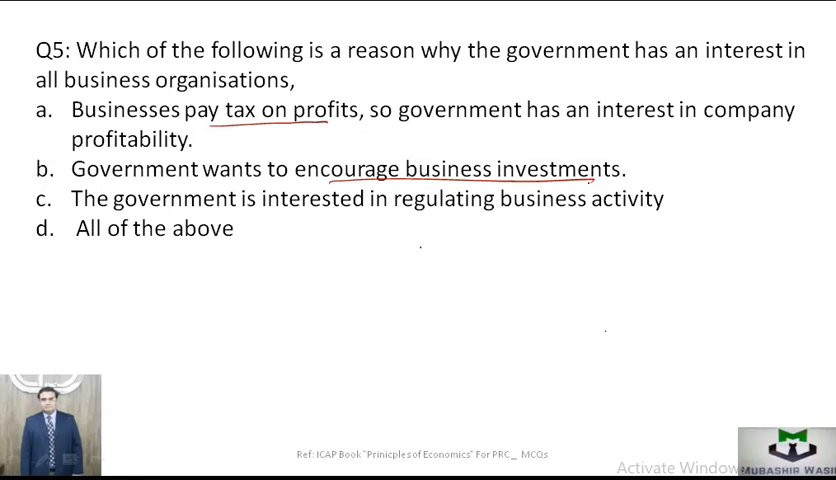 Q5: Which of the following is a reason why the government has an interest in
all business organisations,
a. Businesses pay tax on profits, so government has an interest in company
profitability.
b. Government wants to encourage business investments.
c. The government is interested in regulating business activity
d. All of the above
Ref: ICAP Book "Prinicples of Economics" For PRC_ MCQs
Activate Window
MUBASHIR WASI